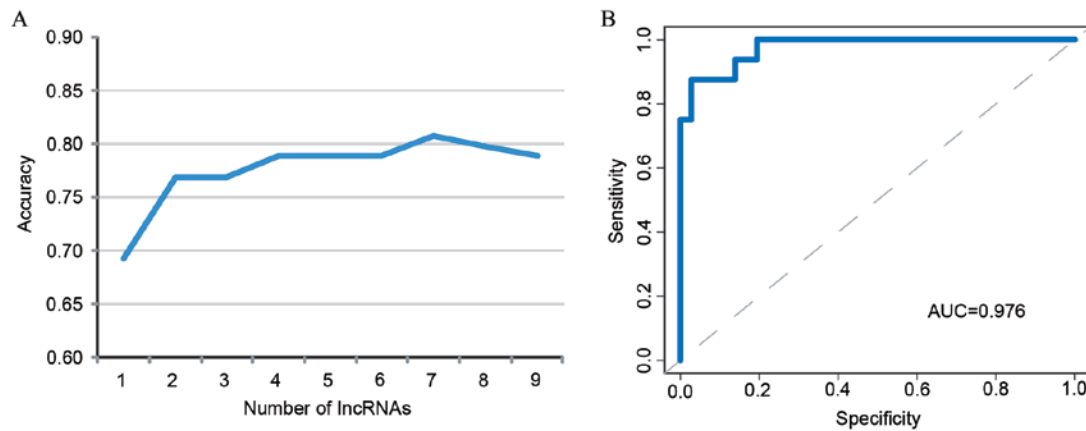 A
0.90
0.85
0.80
0.75
0.70
0.65
0.60
Accuracy
1 2 3 4 5 6 7 8 9
Number of lncRNAs
B
1.0
0.8
0.6
0.4
0.2
0.0
Sensitivity
AUC=0.976
0.0 0.2 0.4 0.6 0.8 1.0
Specificity